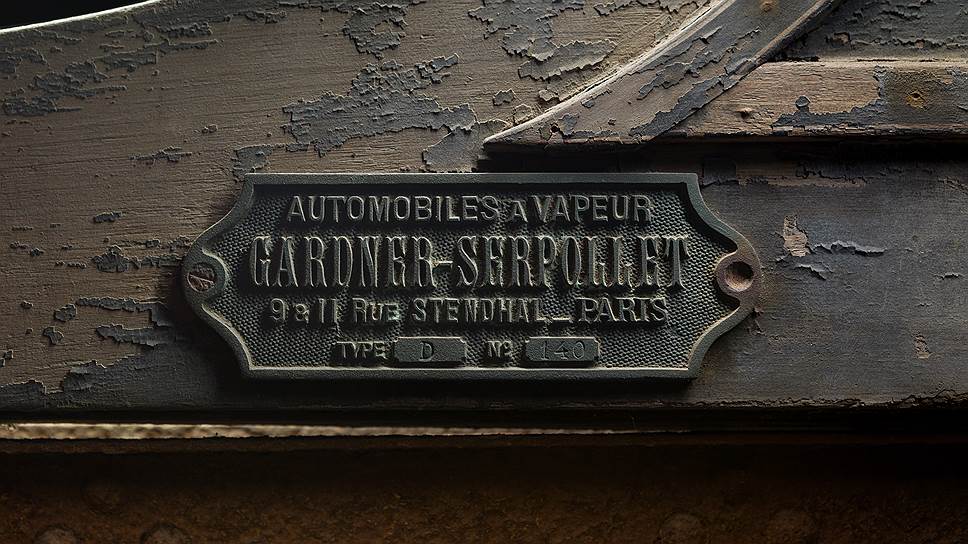 AUTOMOBILES A VAPEUR
GARDNER-SERPOLLET
9 & 11 RUE STENDHAL_PARIS
TYPE D No 140